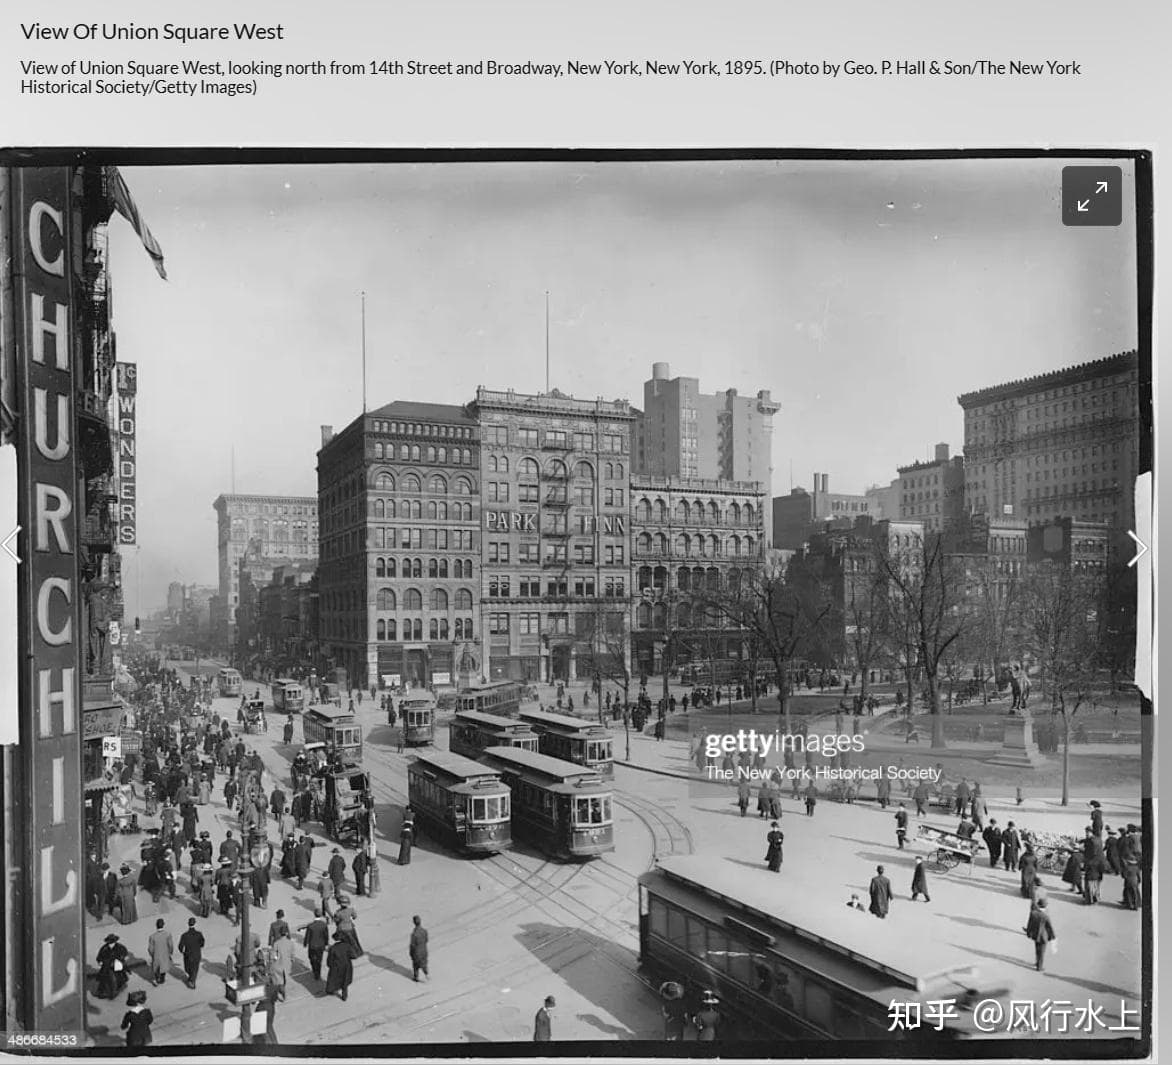 View Of Union Square West
View of Union Square West, looking north from 14th Street and Broadway, New York, New York, 1895. (Photo by Geo. P. Hall & Son/The New York
Historical Society/Getty Images)
CHURCHILL
1¢ WONDERS
PARK INN
RS
gettyimages
The New York Historical Society
知乎 @风行水上
486684533